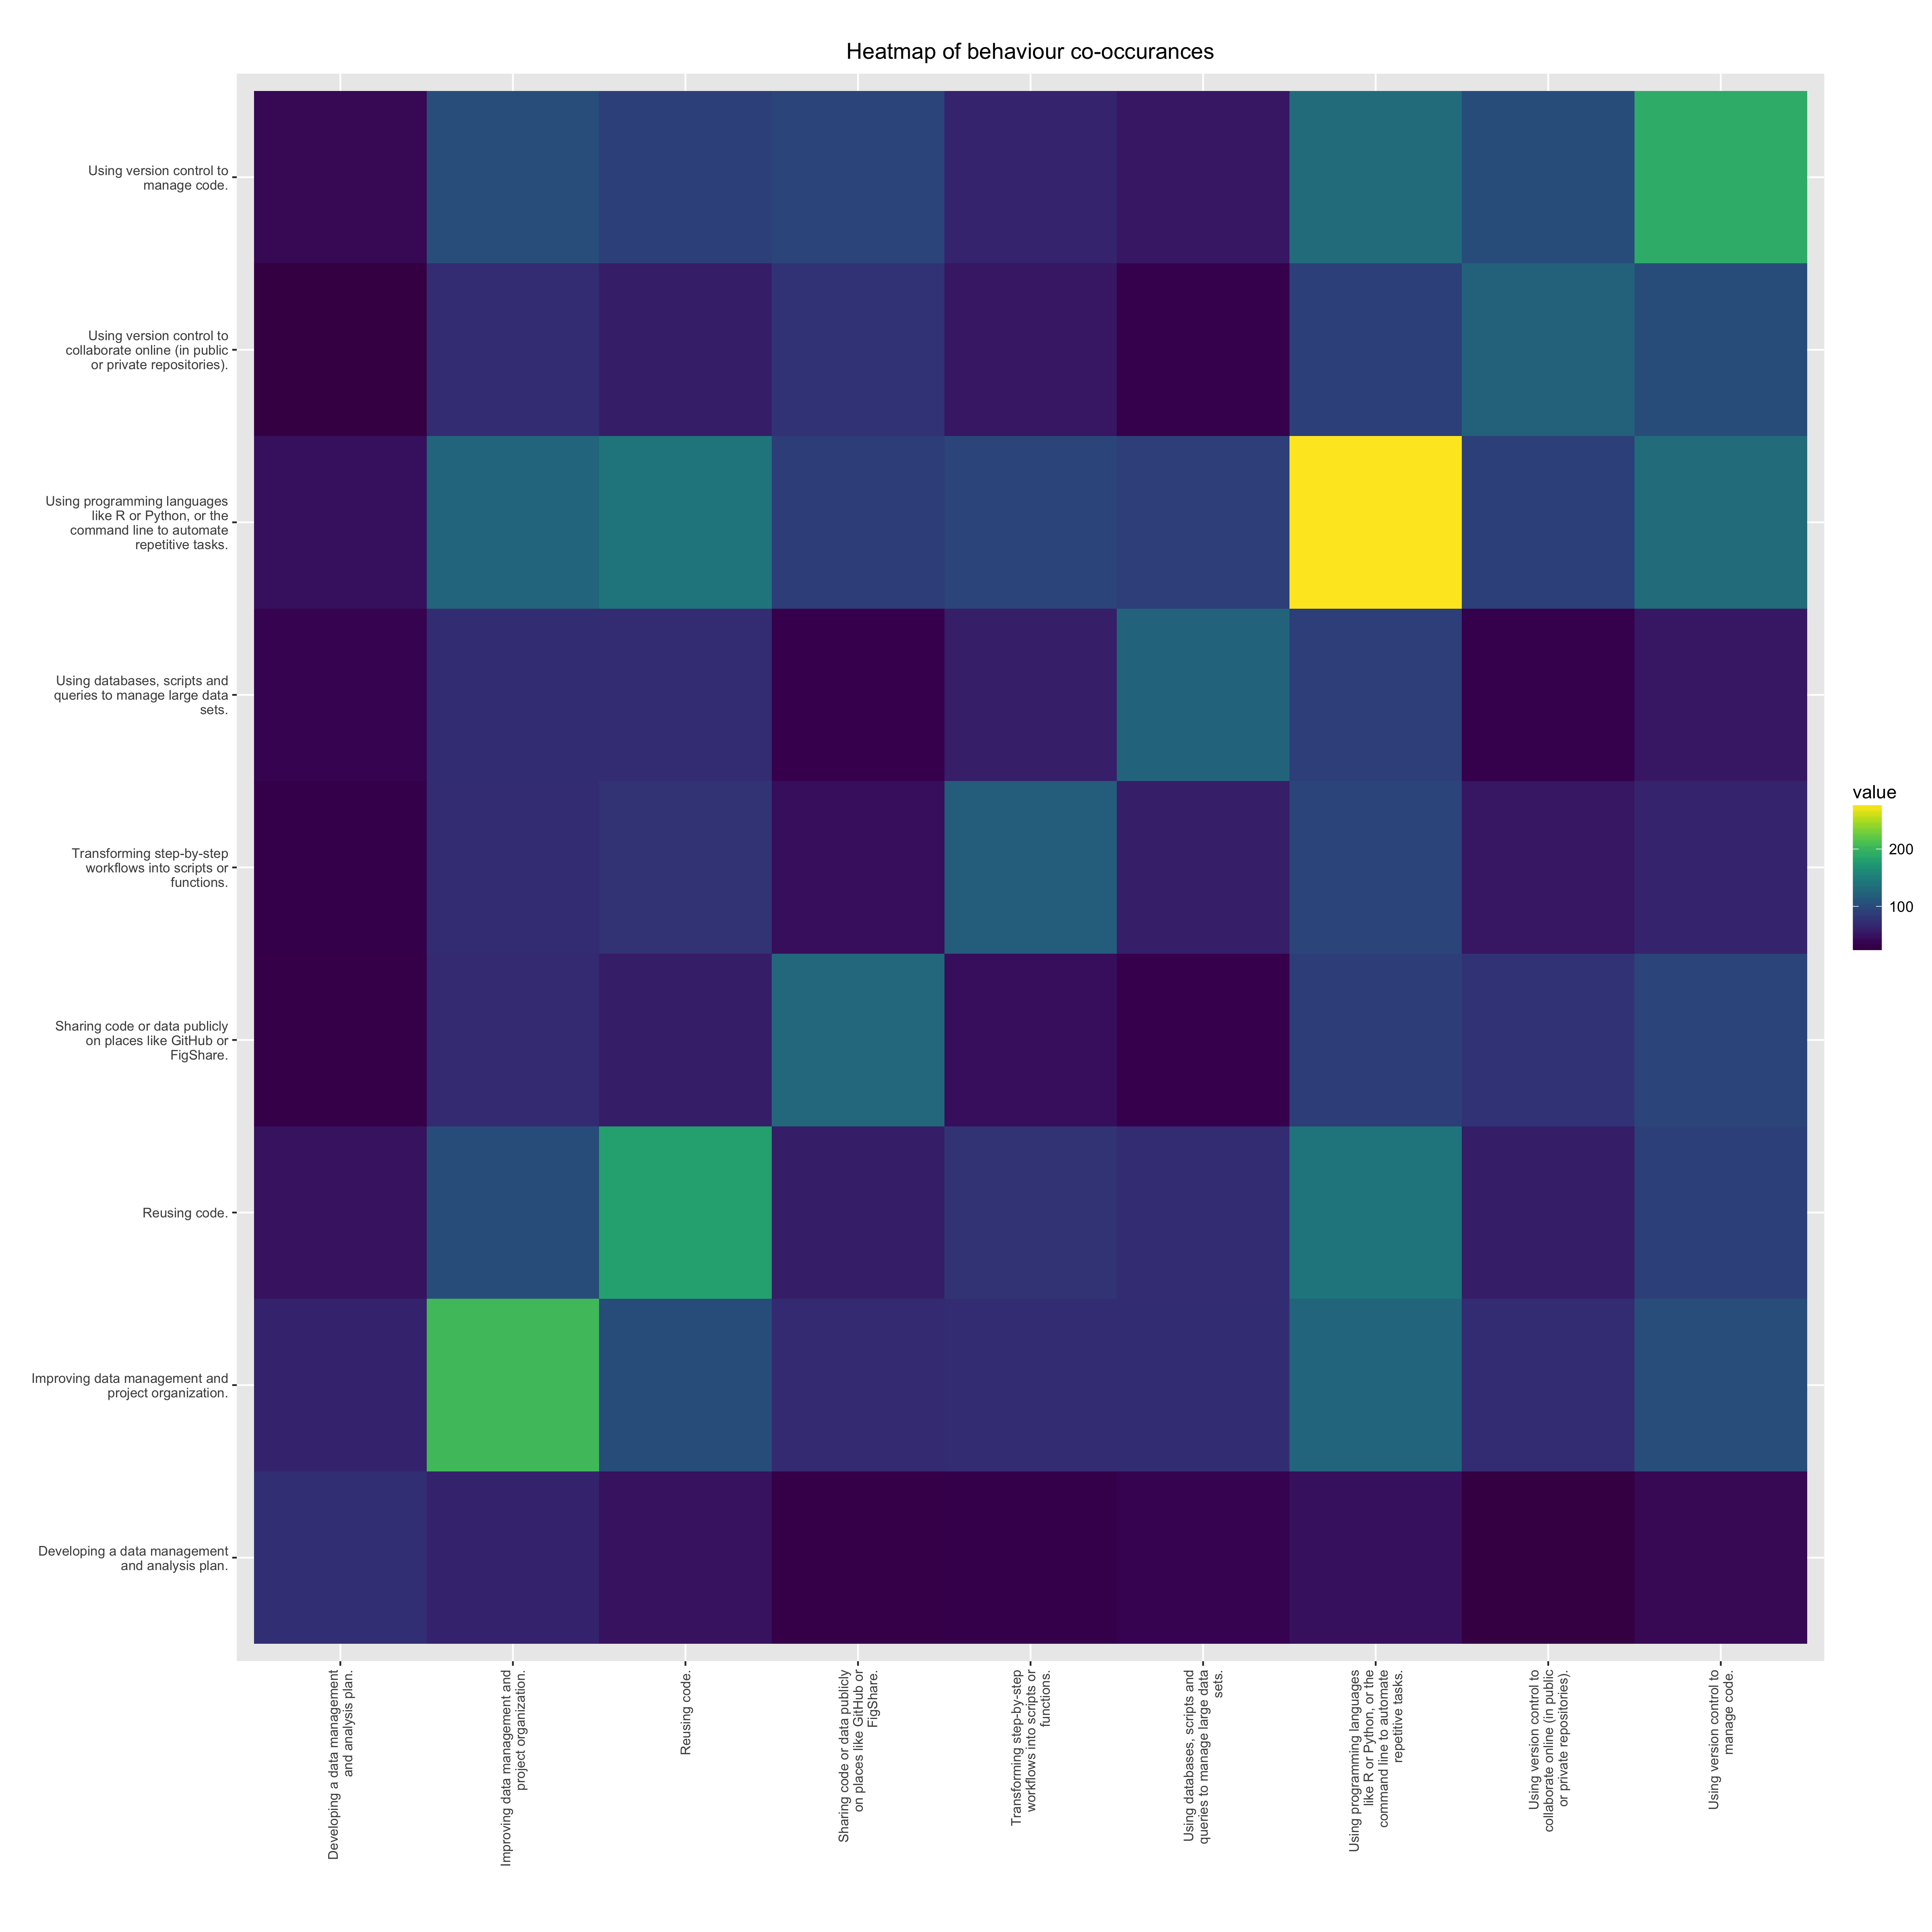 Heatmap of behaviour co-occurances
Using version control to
manage code.
Using version control to
collaborate online (in public
or private repositories).
Using programming languages
like R or Python, or the
command line to automate
repetitive tasks.
Using databases, scripts and
queries to manage large data
sets.
Transforming step-by-step
workflows into scripts or
functions.
Sharing code or data publicly
on places like GitHub or
FigShare.
Reusing code.
Improving data management and
project organization.
Developing a data management
and analysis plan.
Developing a data management
and analysis plan.
Improving data management and
project organization.
Reusing code.
Sharing code or data publicly
on places like GitHub or
FigShare.
Transforming step-by-step
workflows into scripts or
functions.
Using databases, scripts and
queries to manage large data
sets.
Using programming languages
like R or Python, or the
command line to automate
repetitive tasks.
Using version control to
collaborate online (in public
or private repositories).
Using version control to
manage code.
value
200
100